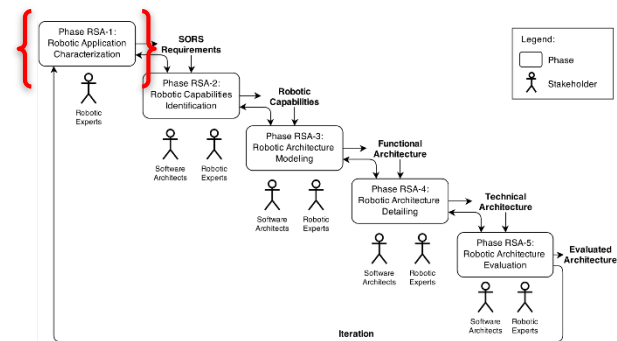 Phase RSA-1:
Robotic Application
Characterization
SORS
Requirements
Legend:
Phase
Stakeholder
Robotic
Experts
Phase RSA-2:
Robotic Capabilities
Identification
Robotic
Capabilities
Software
Architects
Robotic
Experts
Phase RSA-3:
Robotic Architecture
Modeling
Functional
Architecture
Software
Architects
Robotic
Experts
Phase RSA-4:
Robotic Architecture
Detailing
Technical
Architecture
Software
Architects
Robotic
Experts
Phase RSA-5:
Robotic Architecture
Evaluation
Evaluated
Architecture
Software
Architects
Robotic
Experts
Iteration